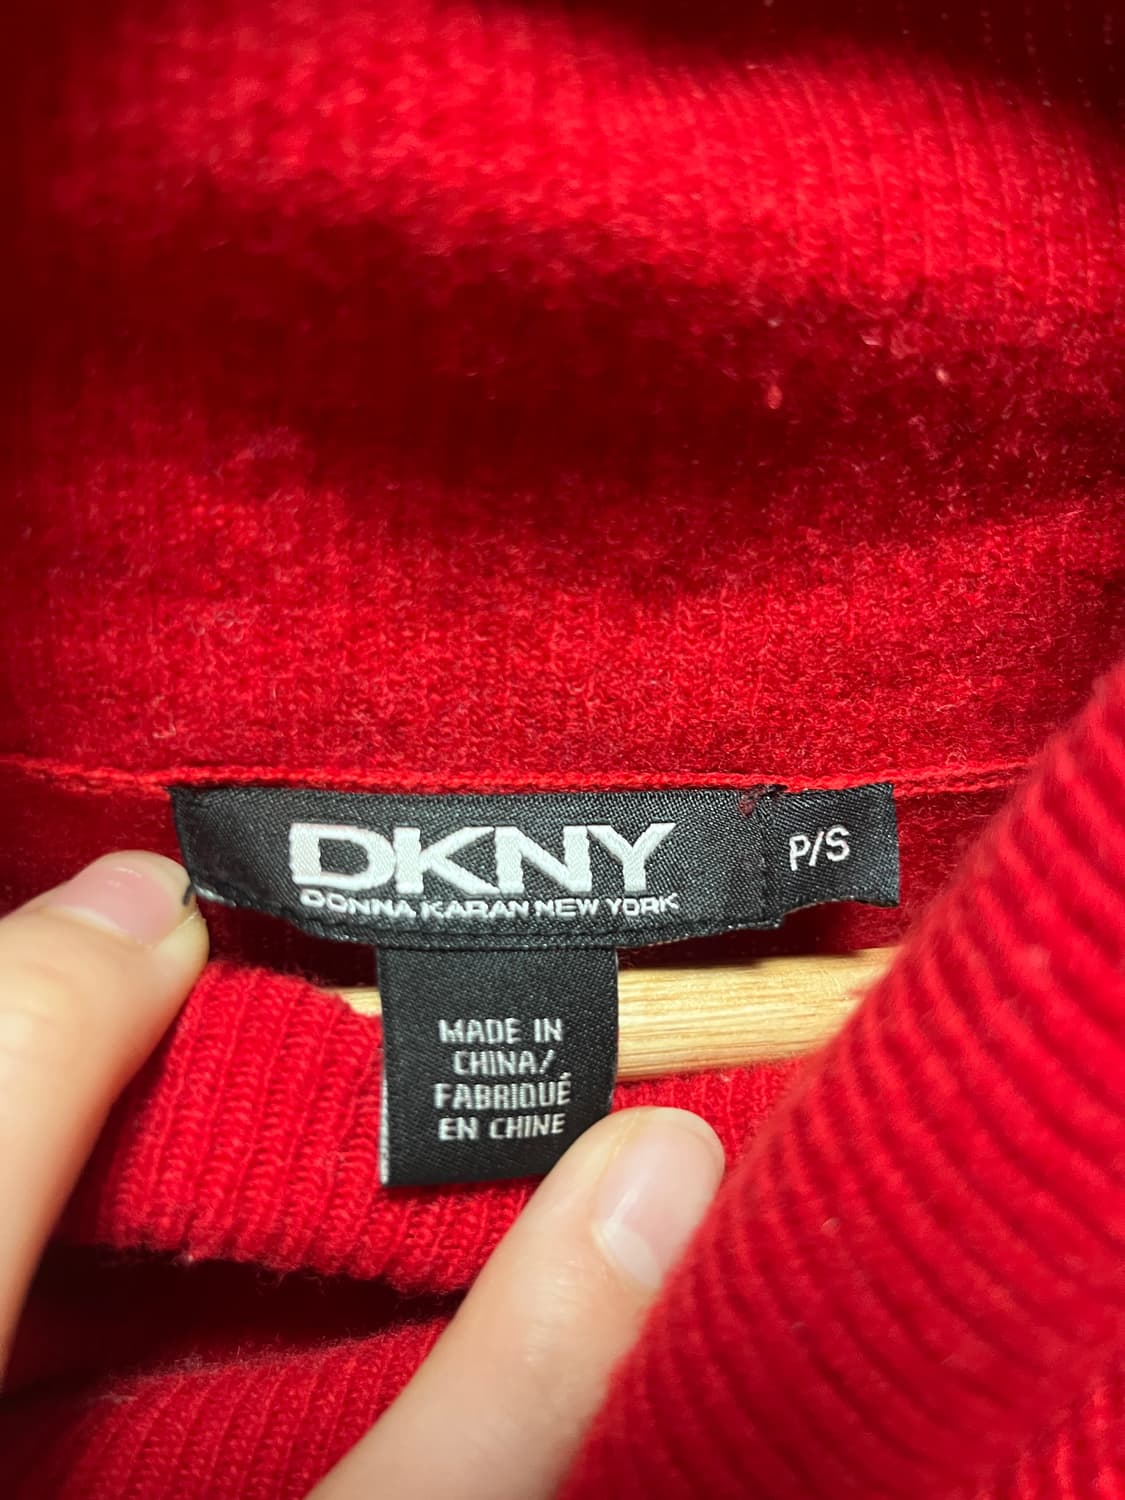 DKNY
DONNA KARAN NEW YORK
P/S
MADE IN
CHINA/
FABRIQUÉ
EN CHINE